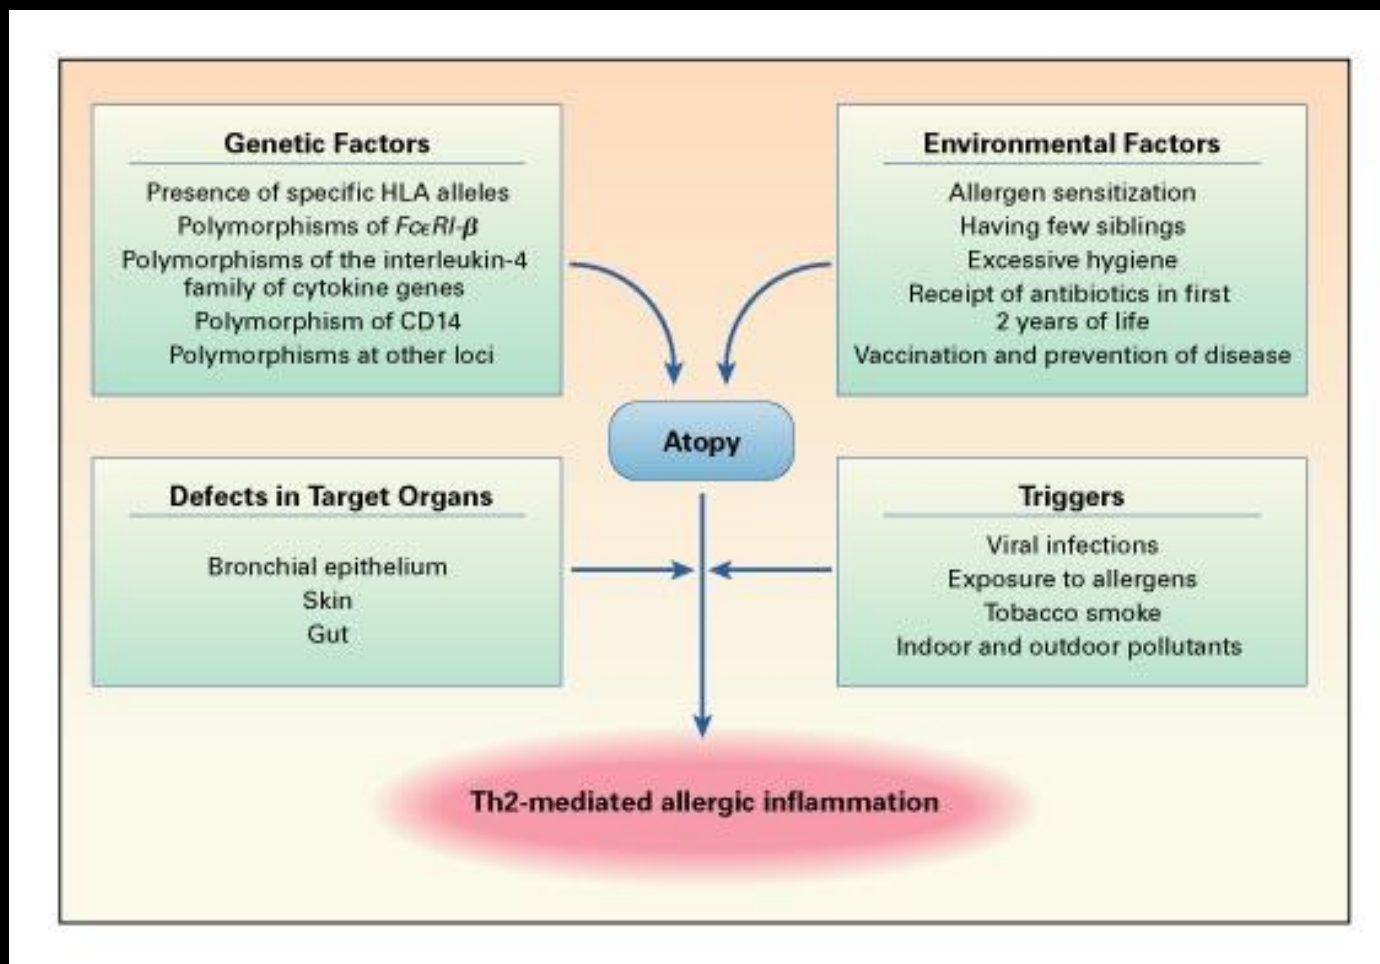 Genetic Factors
Presence of specific HLA alleles
Polymorphisms of FcεRI-β
Polymorphisms of the interleukin-4
family of cytokine genes
Polymorphism of CD14
Polymorphisms at other loci
Environmental Factors
Allergen sensitization
Having few siblings
Excessive hygiene
Receipt of antibiotics in first
2 years of life
Vaccination and prevention of disease
Atopy
Defects in Target Organs
Bronchial epithelium
Skin
Gut
Triggers
Viral infections
Exposure to allergens
Tobacco smoke
Indoor and outdoor pollutants
Th2-mediated allergic inflammation